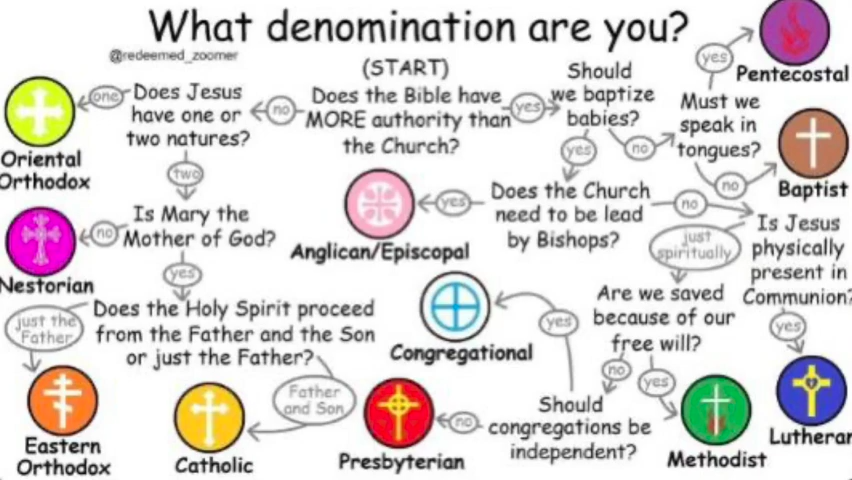 What denomination are you?
@redeemed_zoomer
(START)
Does the Bible have
MORE authority than
the Church?
no
yes
Does Jesus
have one or
two natures?
one
Oriental
Orthodox
two
Is Mary the
Mother of God?
no
Nestorian
yes
Does the Holy Spirit proceed
from the Father and the Son
or just the Father?
just the
Father
Eastern
Orthodox
Father
and Son
Catholic
Should
we baptize
babies?
no
yes
Must we
speak in
tongues?
yes
Pentecostal
no
Baptist
Does the Church
need to be lead
by Bishops?
yes
Anglican/Episcopal
no
Is Jesus
physically
present in
Communion?
just
spiritually
yes
Lutheran
Are we saved
because of our
free will?
no
yes
Methodist
Should
congregations be
independent?
yes
Congregational
no
Presbyterian